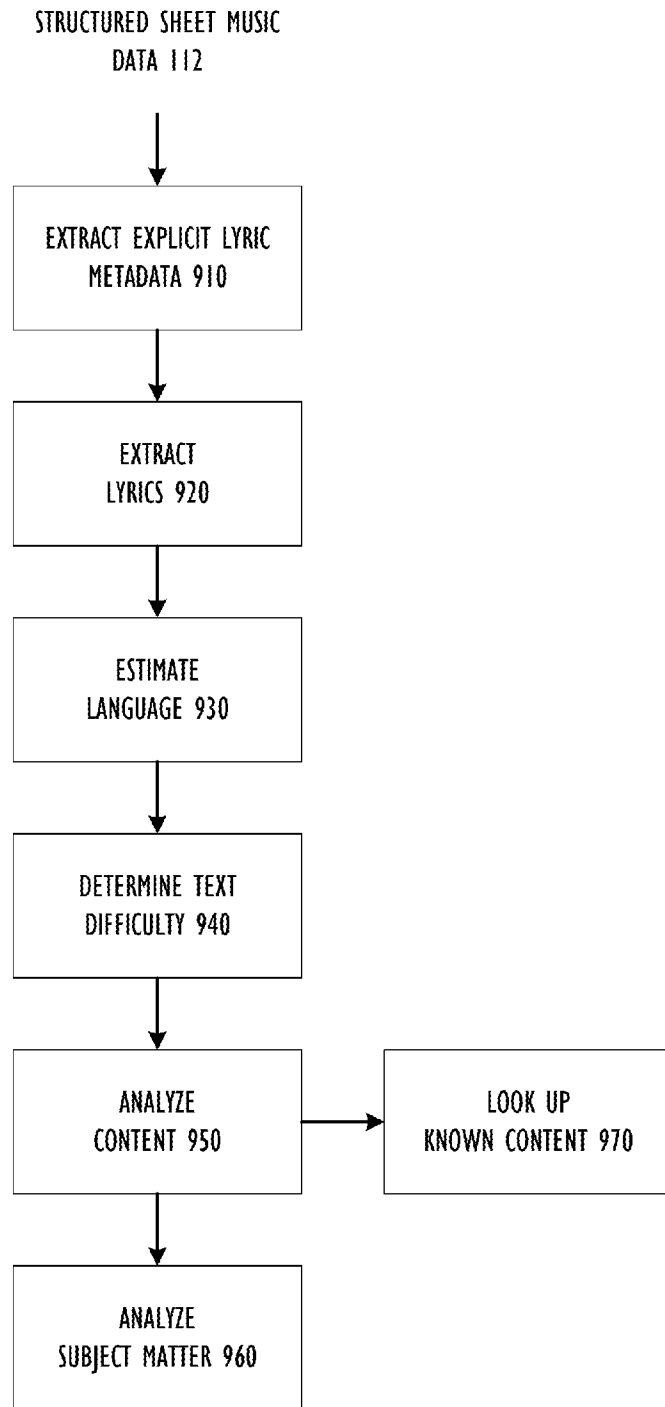 STRUCTURED SHEET MUSIC
DATA 112
EXTRACT EXPLICIT LYRIC
METADATA 910
EXTRACT
LYRICS 920
ESTIMATE
LANGUAGE 930
DETERMINE TEXT
DIFFICULTY 940
ANALYZE
CONTENT 950
LOOK UP
KNOWN CONTENT 970
ANALYZE
SUBJECT MATTER 960